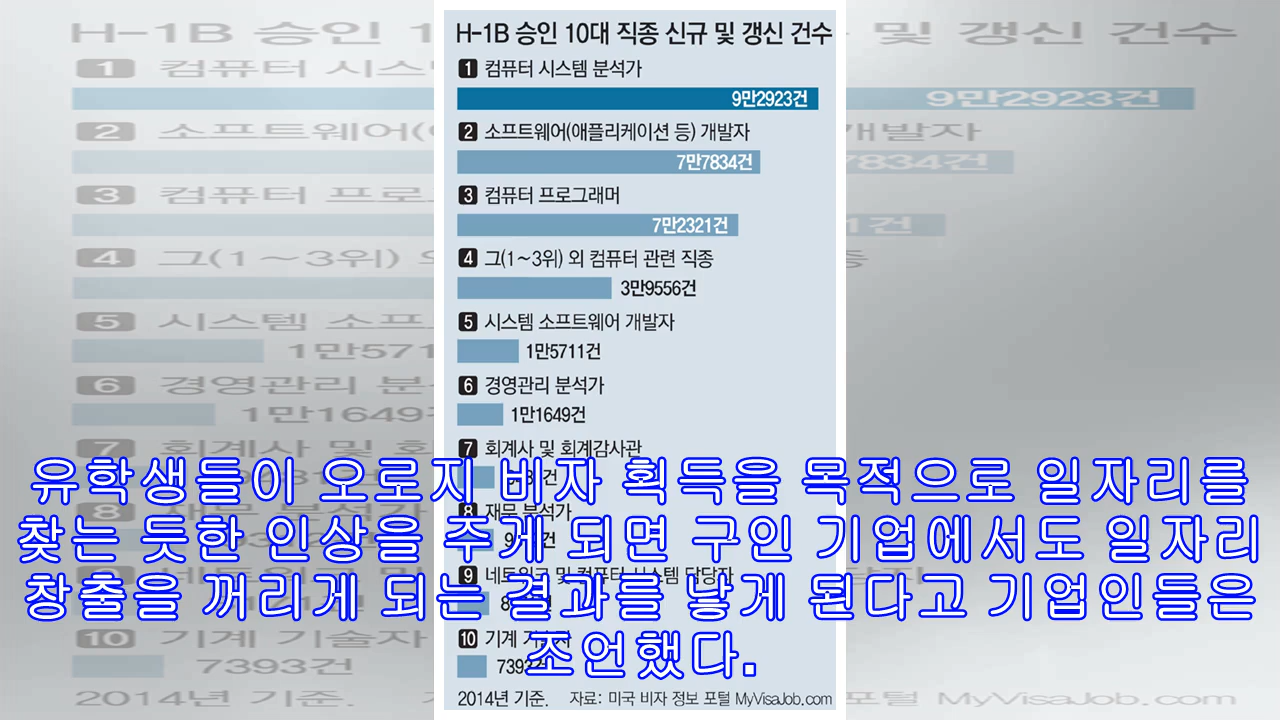 H-1B 승인 10대 직종 신규 및 갱신 건수
1 컴퓨터 시스템 분석가
9만2923건
2 소프트웨어(애플리케이션 등) 개발자
7만7834건
3 컴퓨터 프로그래머
7만2321건
4 그(1~3위) 외 컴퓨터 관련 직종
3만9556건
5 시스템 소프트웨어 개발자
1만5711건
6 경영관리 분석가
1만1649건
7 회계사 및 회계감사관
8 재무 분석가
9 네트워크 및 컴퓨터 시스템 담당자
10 기계 기술자
7393건
2014년 기준. 자료: 미국 비자 정보 포털 MyVisaJob.com
유학생들이 오로지 비자 획득을 목적으로 일자리를
찾는 듯한 인상을 주게 되면 구인 기업에서도 일자리
창출을 꺼리게 되는 결과를 낳게 된다고 기업인들은
조언했다.